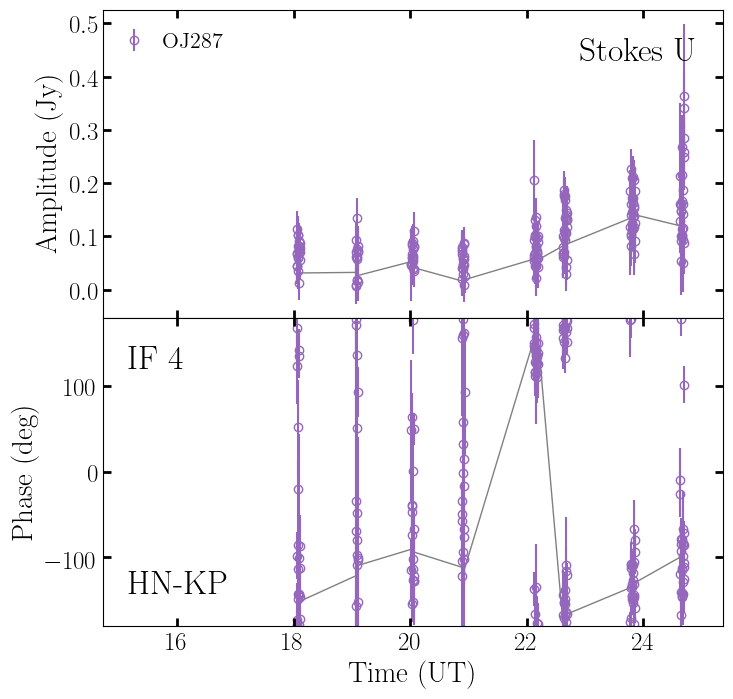 0.5
OJ287
Stokes U
0.4
0.3
0.2
0.1
0.0
Amplitude (Jy)
IF 4
100
0
−100
Phase (deg)
HN-KP
16 18 20 22 24
Time (UT)